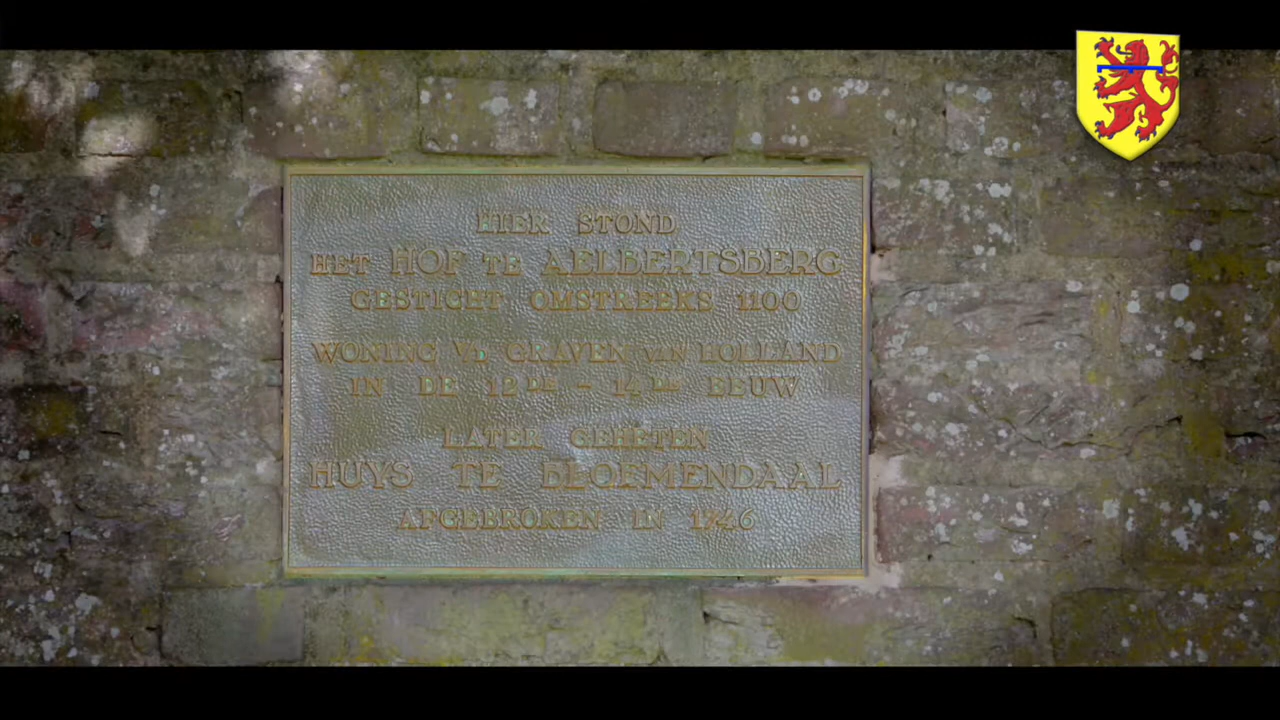 HIER STOND
HET HOF TE AELBERTSBERG
GESTICHT OMSTREEKS 1100
WONING V/D GRAVEN VAN HOLLAND
IN DE 12DE - 14DE EEUW
LATER GEHETEN
HUYS TE BLOEMENDAAL
AFGEBROKEN IN 1746